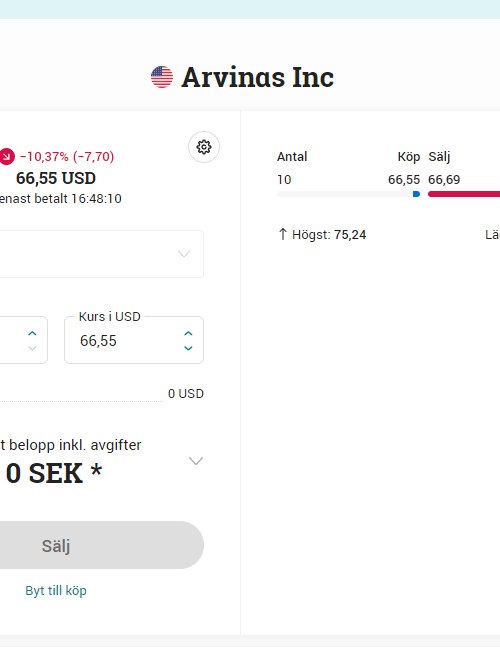 Arvinas Inc
−10,37% (−7,70)
66,55 USD
enast betalt 16:48:10
Kurs i USD
66,55
0 USD
t belopp inkl. avgifter
0 SEK *
Sälj
Byt till köp
Antal Köp Sälj
10 66,55 66,69
↑ Högst: 75,24 Lä